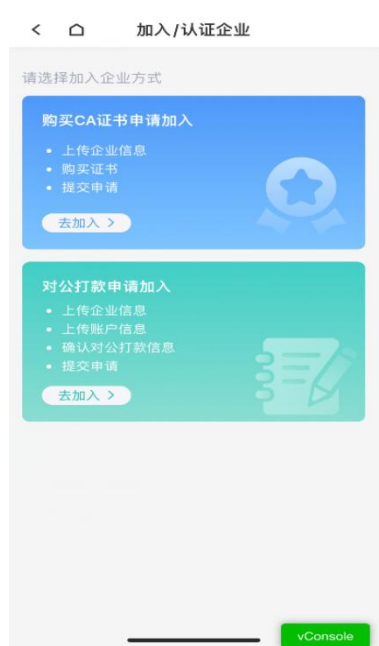 加入/认证企业
请选择加入企业方式
购买CA证书申请加入
• 上传企业信息
• 购买证书
• 提交申请
去加入 >
对公打款申请加入
• 上传企业信息
• 上传账户信息
• 确认对公打款信息
• 提交申请
去加入 >
vConsole